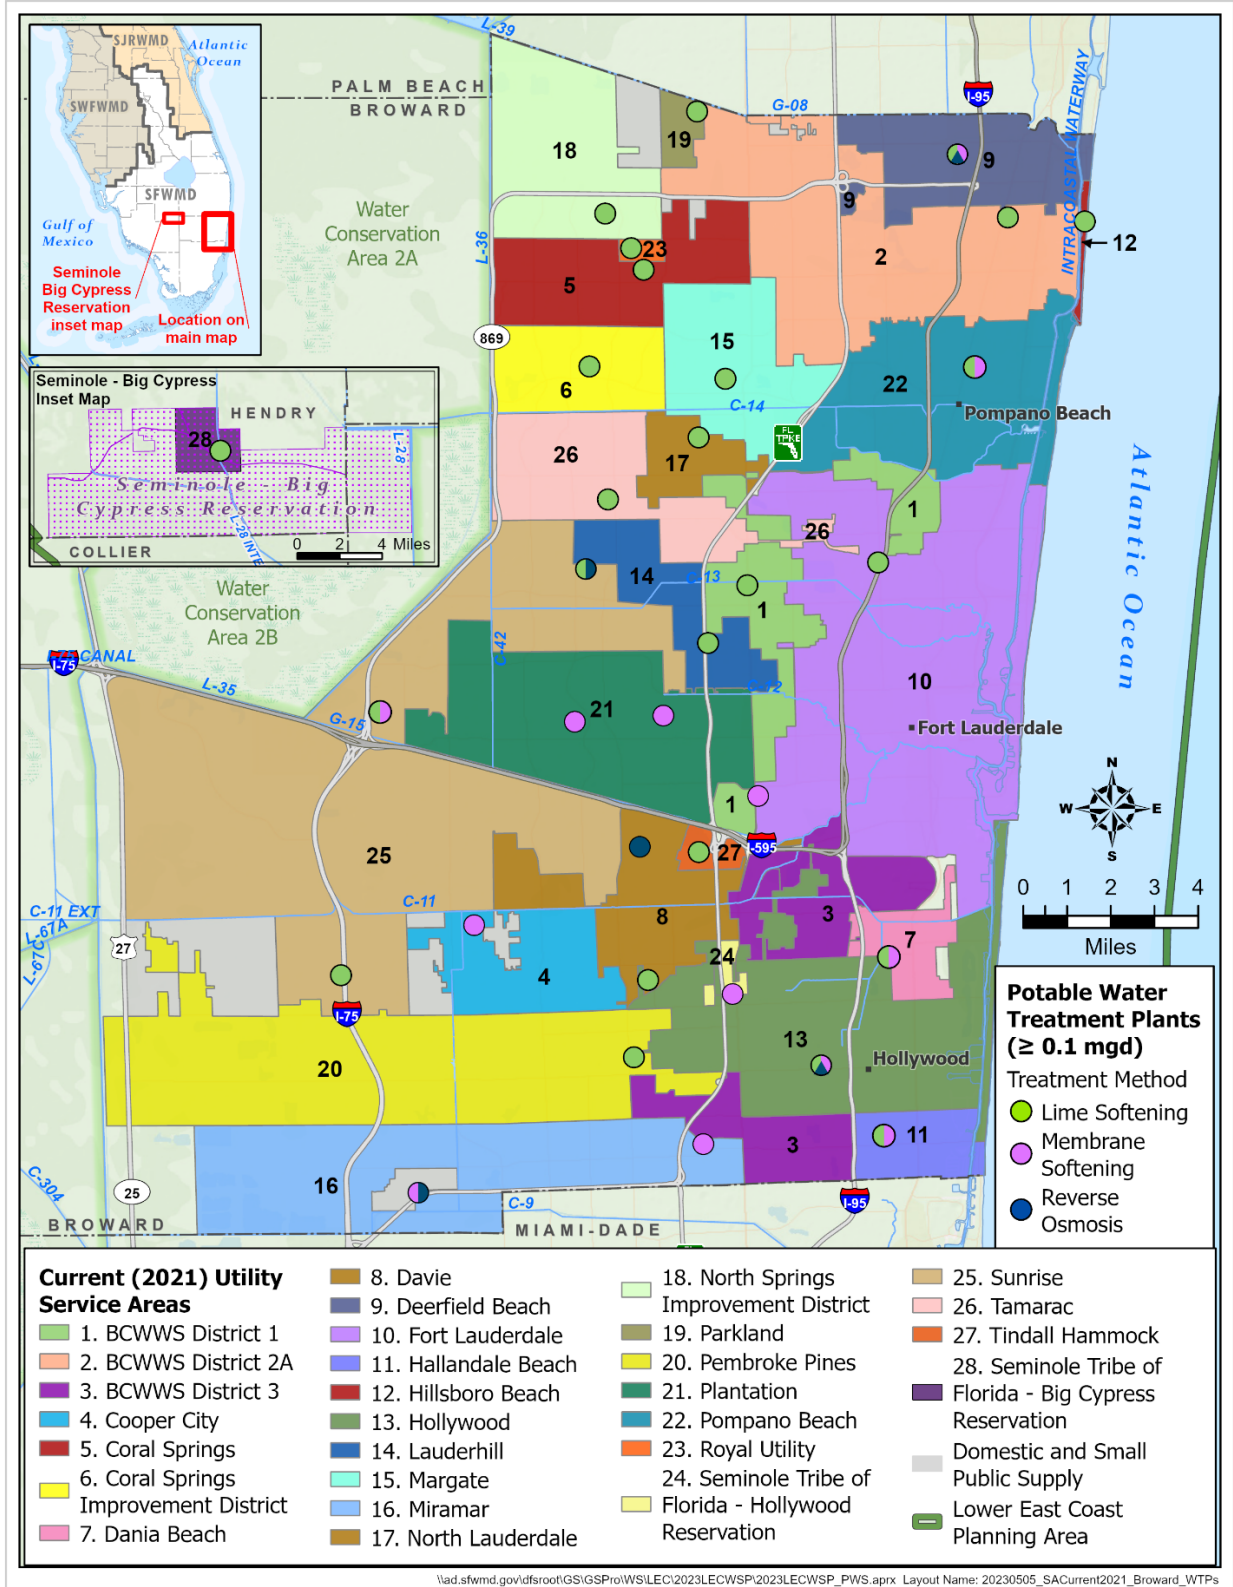 L-39
SJRWMD
Atlantic
Ocean
SWFWMD
SFWMD
Gulf of
Mexico
Seminole
Big Cypress
Reservation
inset map
Location on
main map
PALM BEACH
BROWARD
G-08
I-95
INTRACOASTAL WATERWAY
18
19
9
9
Water
Conservation
Area 2A
L-36
23
5
2
12
869
15
6
22
C-14
Pompano Beach
FL
TPKE
Seminole - Big Cypress
Inset Map
HENDRY
28
L-28
Seminole - Big
Cypress Reservation
L-28 INTE
COLLIER
0 2 4 Miles
26
17
1
26
Atlantic Ocean
Water
Conservation
Area 2B
14
1
C-42
I-75
L-35
G-15
21
10
Fort Lauderdale
N
W E
S
1
I-595
25
27
C-11 EXT
L-67A
L-67C
27
C-11
8
3
7
24
4
0 1 2 3 4
Miles
I-75
20
13
Hollywood
3
11
16
25
C-304
C-9
I-95
BROWARD
MIAMI-DADE
Potable Water
Treatment Plants
(≥ 0.1 mgd)
Treatment Method
Lime Softening
Membrane
Softening
Reverse
Osmosis
Current (2021) Utility
Service Areas
1. BCWWS District 1
2. BCWWS District 2A
3. BCWWS District 3
4. Cooper City
5. Coral Springs
6. Coral Springs
Improvement District
7. Dania Beach
8. Davie
9. Deerfield Beach
10. Fort Lauderdale
11. Hallandale Beach
12. Hillsboro Beach
13. Hollywood
14. Lauderhill
15. Margate
16. Miramar
17. North Lauderdale
18. North Springs
Improvement District
19. Parkland
20. Pembroke Pines
21. Plantation
22. Pompano Beach
23. Royal Utility
24. Seminole Tribe of
Florida - Hollywood
Reservation
25. Sunrise
26. Tamarac
27. Tindall Hammock
28. Seminole Tribe of
Florida - Big Cypress
Reservation
Domestic and Small
Public Supply
Lower East Coast
Planning Area
\\ad.sfwmd.gov\dfsroot\GS\GSPro\WS\LEC\2023LECWSP\2023LECWSP_PWS.aprx Layout Name: 20230505_SACurrent2021_Broward_WTPs